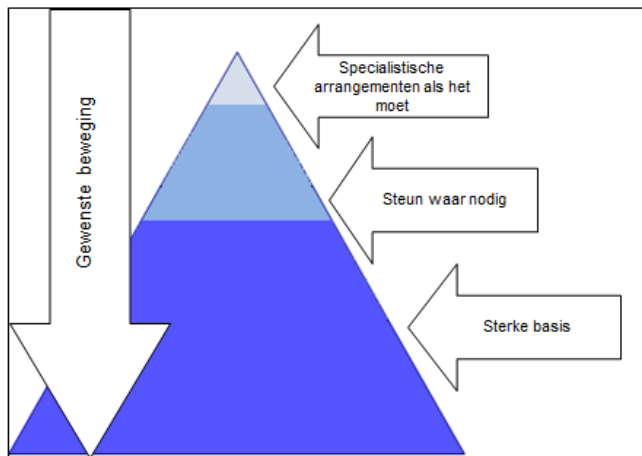 Gewenste beweging
Specialistische
arrangementen als het
moet
Steun waar nodig
Sterke basis